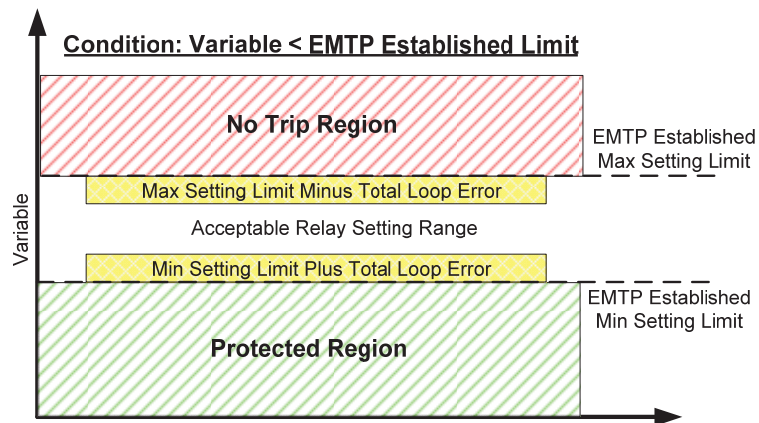 Condition: Variable < EMTP Established Limit
No Trip Region
EMTP Established
Max Setting Limit
Max Setting Limit Minus Total Loop Error
Variable
Acceptable Relay Setting Range
Min Setting Limit Plus Total Loop Error
EMTP Established
Min Setting Limit
Protected Region